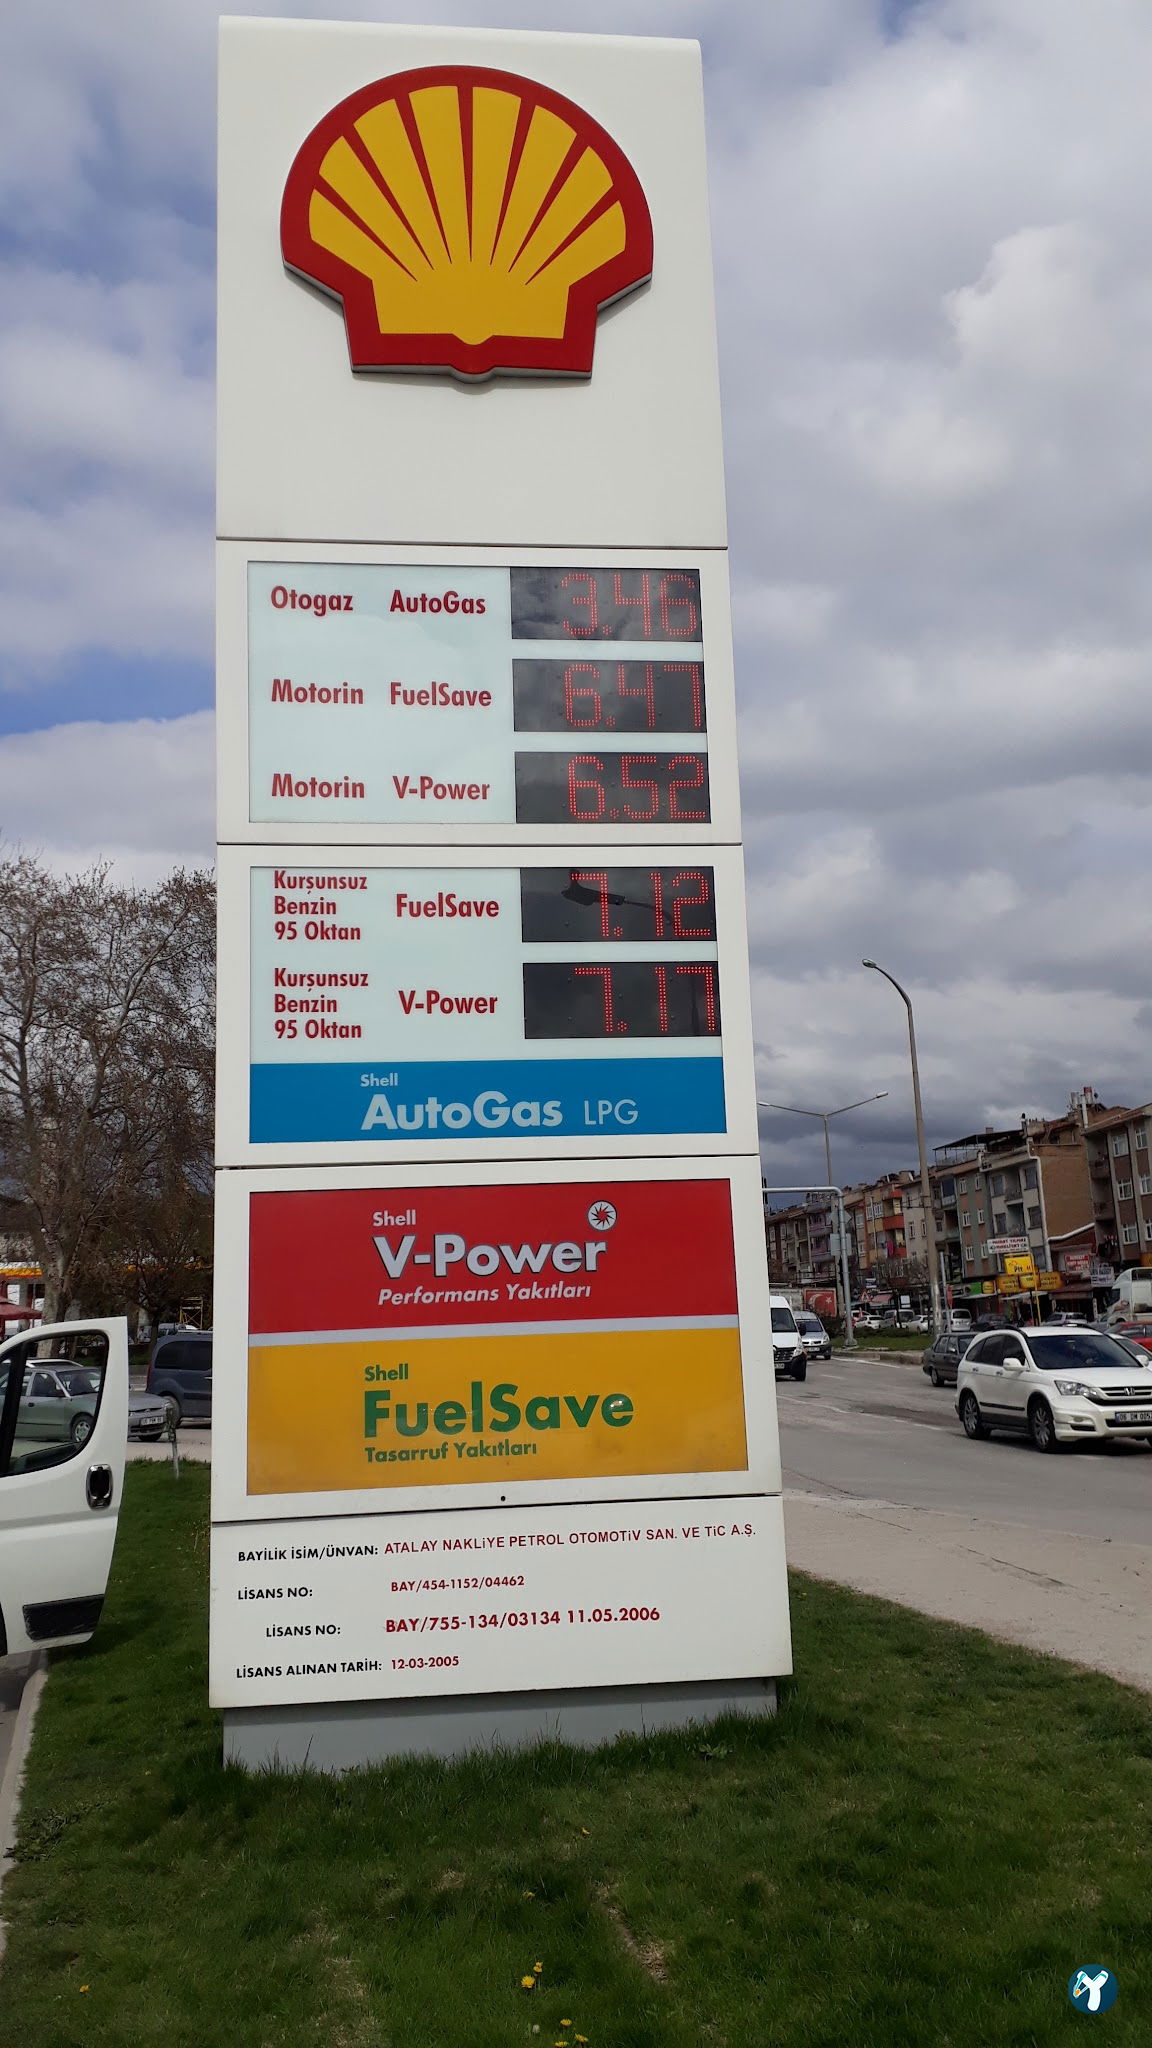 Otogaz AutoGas 3.46
Motorin FuelSave 6.47
Motorin V-Power 6.52
Kurşunsuz
Benzin
95 Oktan
FuelSave 7.12
Kurşunsuz
Benzin
95 Oktan
V-Power 7.17
Shell
AutoGas LPG
Shell
V-Power
Performans Yakıtları
Shell
FuelSave
Tasarruf Yakıtları
BAYİLİK İSİM/ÜNVAN: ATALAY NAKLİYE PETROL OTOMOTİV SAN. VE TİC A.Ş.
LİSANS NO: BAY/454-1152/04462
LİSANS NO: BAY/755-134/03134 11.05.2006
LİSANS ALINAN TARİH: 12-03-2005